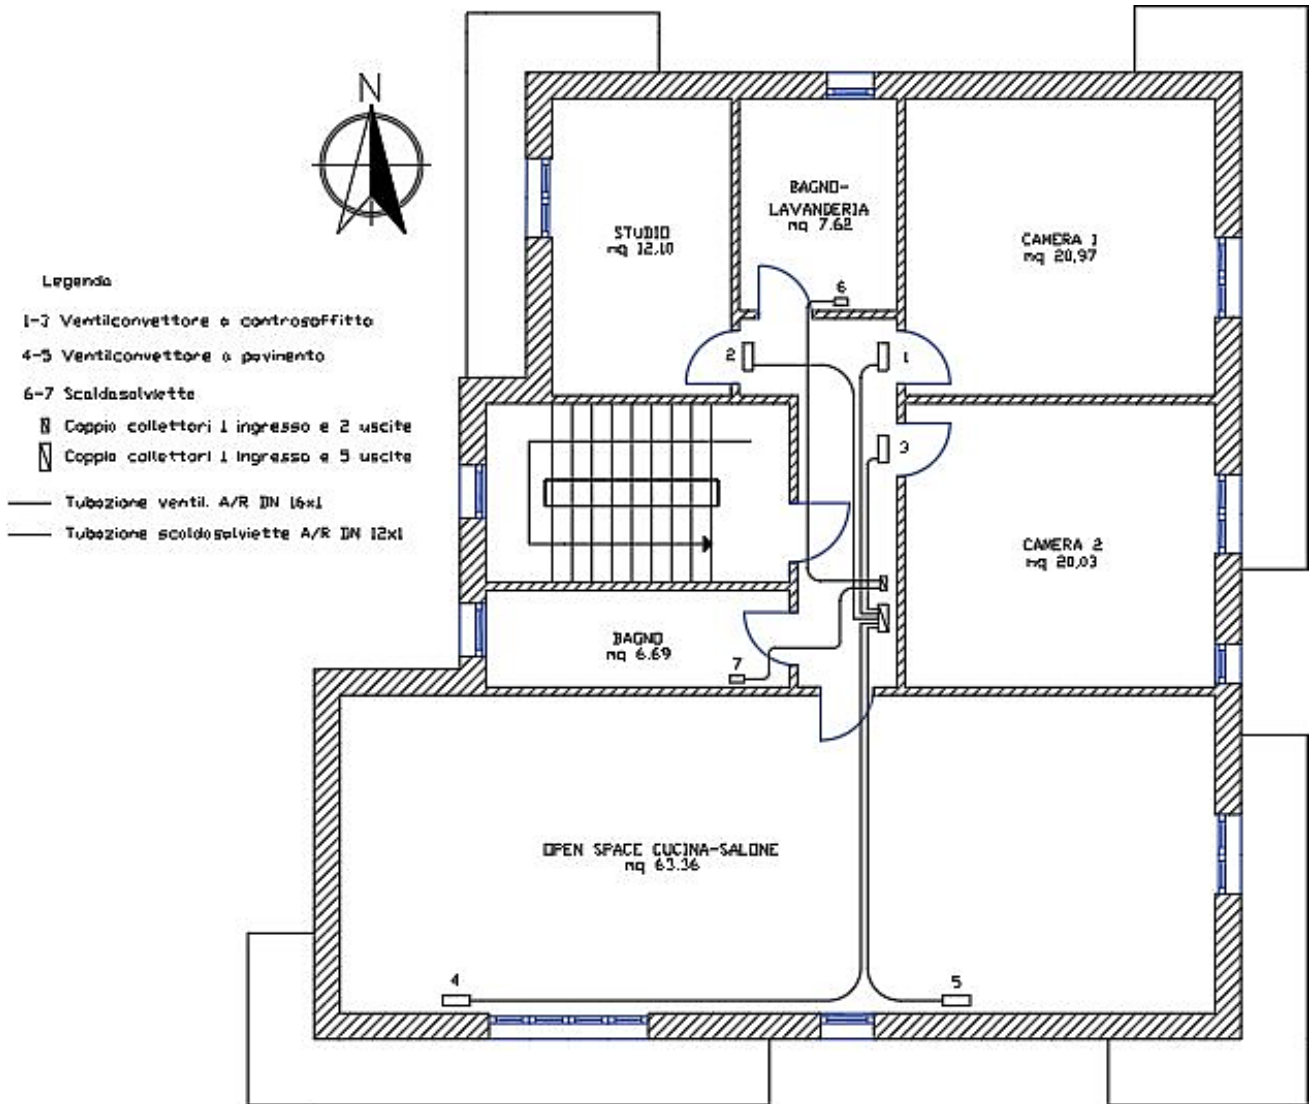 N
STUDIO
mq 12.10
BAGNO-
LAVANDERIA
mq 7.62
CAMERA 1
mq 20,97
Legenda
1-3 Ventilconvettore a controsoffitto
4-5 Ventilconvettore a pavimento
6-7 Scaldasalviette
Coppia collettori 1 ingresso e 2 uscite
Coppia collettori 1 ingresso e 5 uscite
Tubazione ventil. A/R DN 16x1
Tubazione scaldasalviette A/R DN 12x1
6
2
1
3
CAMERA 2
mq 20,03
BAGNO
mq 6.69
7
OPEN SPACE CUCINA-SALONE
mq 63.36
4
5